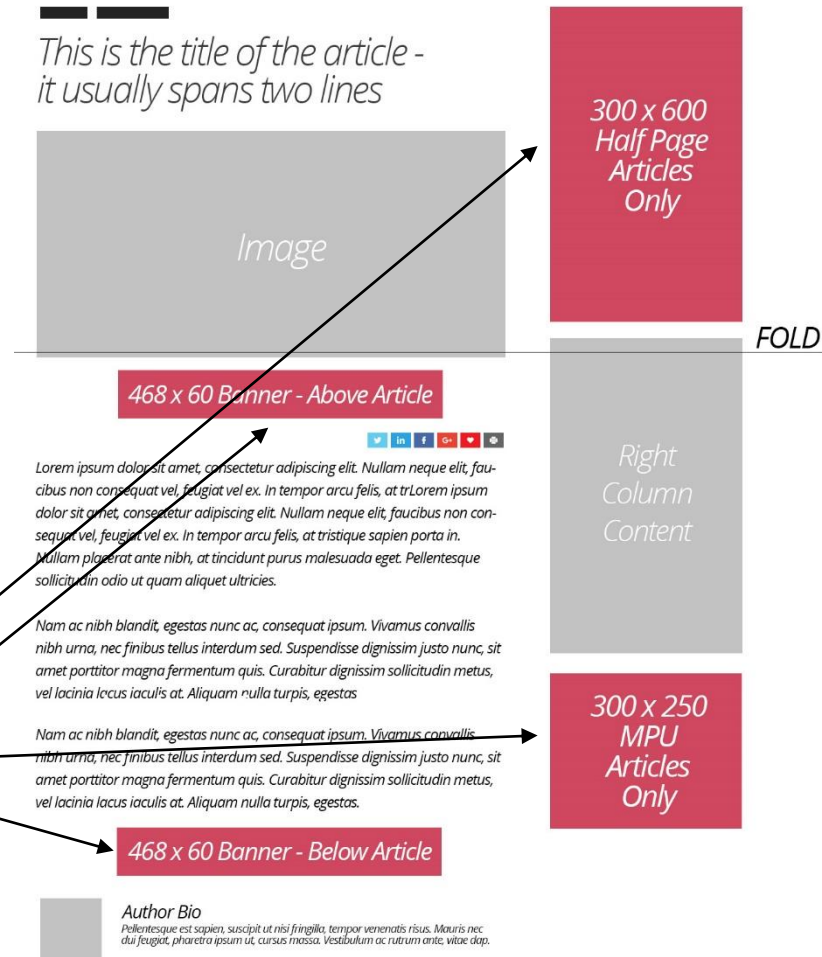 This is the title of the article -
it usually spans two lines
Image
300 x 600
Half Page
Articles
Only
FOLD
468 x 60 Banner - Above Article
in
f
G+
Lorem ipsum dolor sit amet, consectetur adipiscing elit. Nullam neque elit, fau-
cibus non consequat vel, feugiat vel ex. In tempor arcu felis, at trLorem ipsum
dolor sit amet, consectetur adipiscing elit. Nullam neque elit, faucibus non con-
sequat vel, feugiat vel ex. In tempor arcu felis, at tristique sapien porta in.
Nullam placerat ante nibh, at tincidunt purus malesuada eget. Pellentesque
sollicitudin odio ut quam aliquet ultricies.
Nam ac nibh blandit, egestas nunc ac, consequat ipsum. Vivamus convallis
nibh urna, nec finibus tellus interdum sed. Suspendisse dignissim justo nunc, sit
amet porttitor magna fermentum quis. Curabitur dignissim sollicitudin metus,
vel lacinia lacus iaculis at. Aliquam nulla turpis, egestas
Nam ac nibh blandit, egestas nunc ac, consequat ipsum. Vivamus convallis
nibh urna, nec finibus tellus interdum sed. Suspendisse dignissim justo nunc, sit
amet porttitor magna fermentum quis. Curabitur dignissim sollicitudin metus,
vel lacinia lacus iaculis at. Aliquam nulla turpis, egestas.
468 x 60 Banner - Below Article
Right
Column
Content
300 x 250
MPU
Articles
Only
Author Bio
Pellentesque est sapien, suscipit ut nisi fringilla, tempor venenatis risus. Mauris nec
dui feugiat, pharetra ipsum ut, cursus massa. Vestibulum ac rutrum ante, vitae dap.